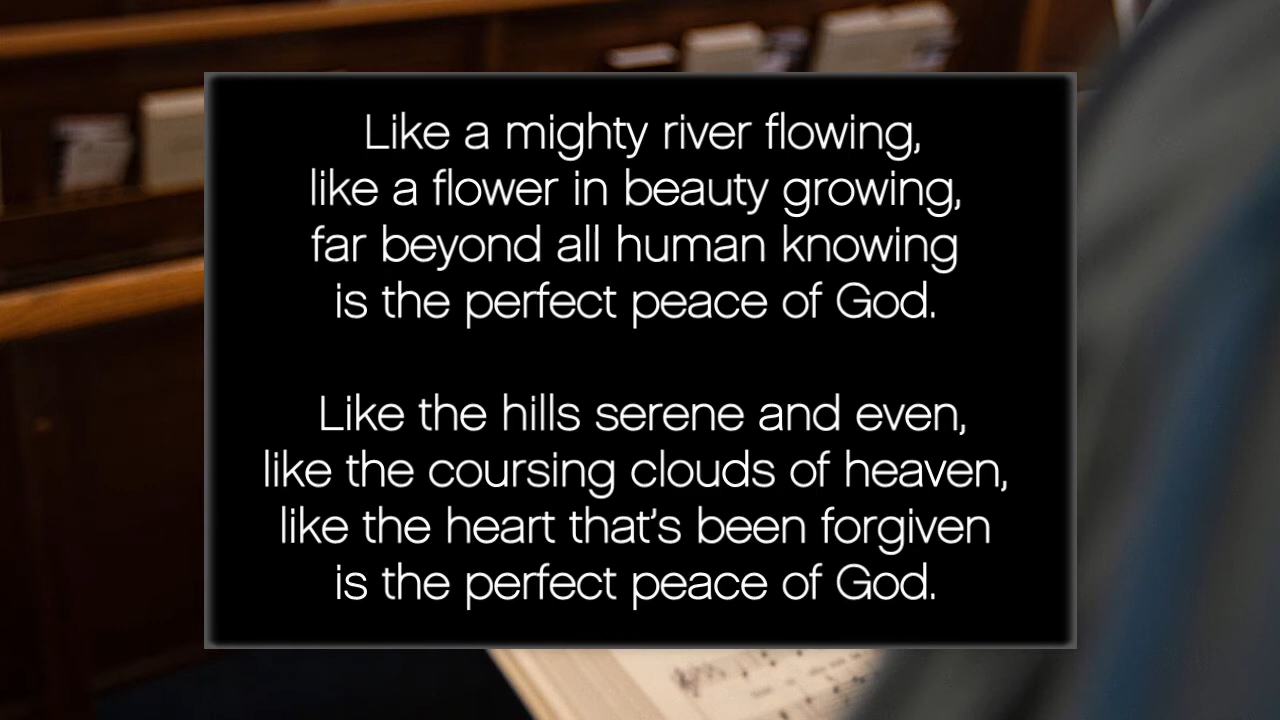 Like a mighty river flowing,
like a flower in beauty growing,
far beyond all human knowing
is the perfect peace of God.
Like the hills serene and even,
like the coursing clouds of heaven,
like the heart that's been forgiven
is the perfect peace of God.